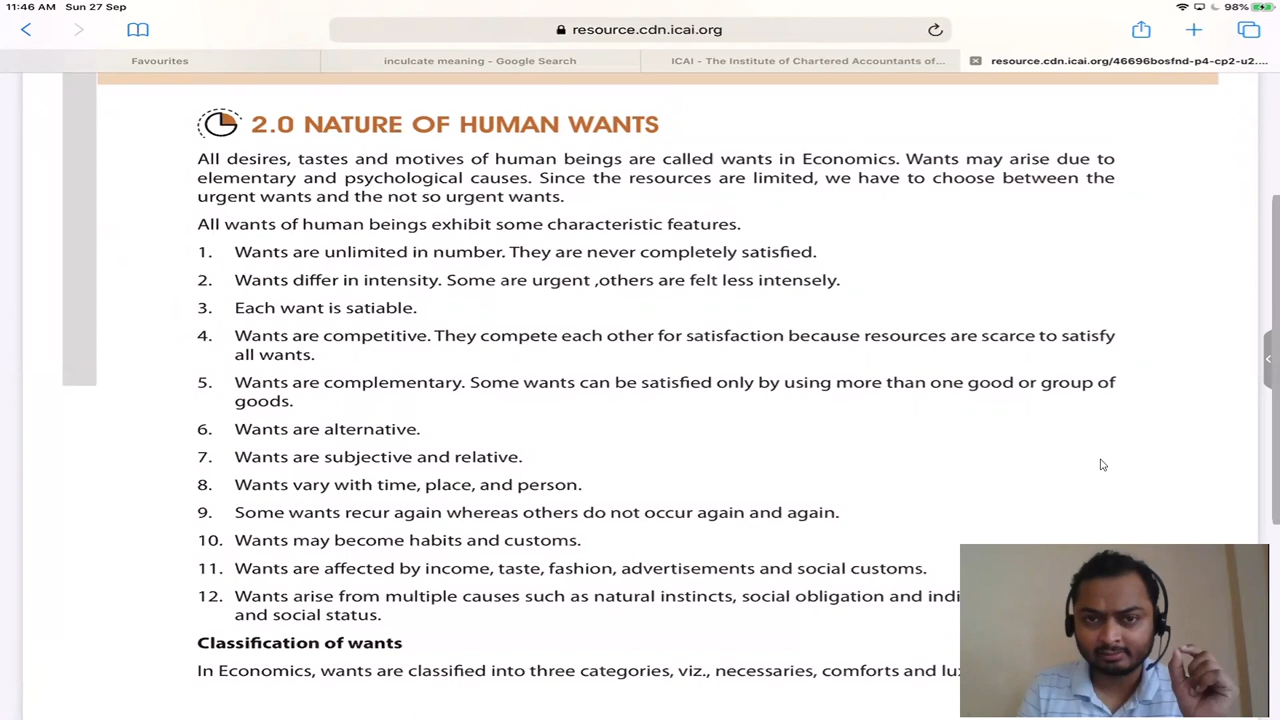 11:46 AM Sun 27 Sep
98%
resource.cdn.icai.org
Favourites
inculcate meaning - Google Search
ICAI - The Institute of Chartered Accountants of...
resource.cdn.icai.org/46696bosfnd-p4-cp2-u2....
2.0 NATURE OF HUMAN WANTS
All desires, tastes and motives of human beings are called wants in Economics. Wants may arise due to
elementary and psychological causes. Since the resources are limited, we have to choose between the
urgent wants and the not so urgent wants.
All wants of human beings exhibit some characteristic features.
1. Wants are unlimited in number. They are never completely satisfied.
2. Wants differ in intensity. Some are urgent ,others are felt less intensely.
3. Each want is satiable.
4. Wants are competitive. They compete each other for satisfaction because resources are scarce to satisfy
all wants.
5. Wants are complementary. Some wants can be satisfied only by using more than one good or group of
goods.
6. Wants are alternative.
7. Wants are subjective and relative.
8. Wants vary with time, place, and person.
9. Some wants recur again whereas others do not occur again and again.
10. Wants may become habits and customs.
11. Wants are affected by income, taste, fashion, advertisements and social customs.
12. Wants arise from multiple causes such as natural instincts, social obligation and
and social status.
Classification of wants
In Economics, wants are classified into three categories, viz., necessaries, comforts and